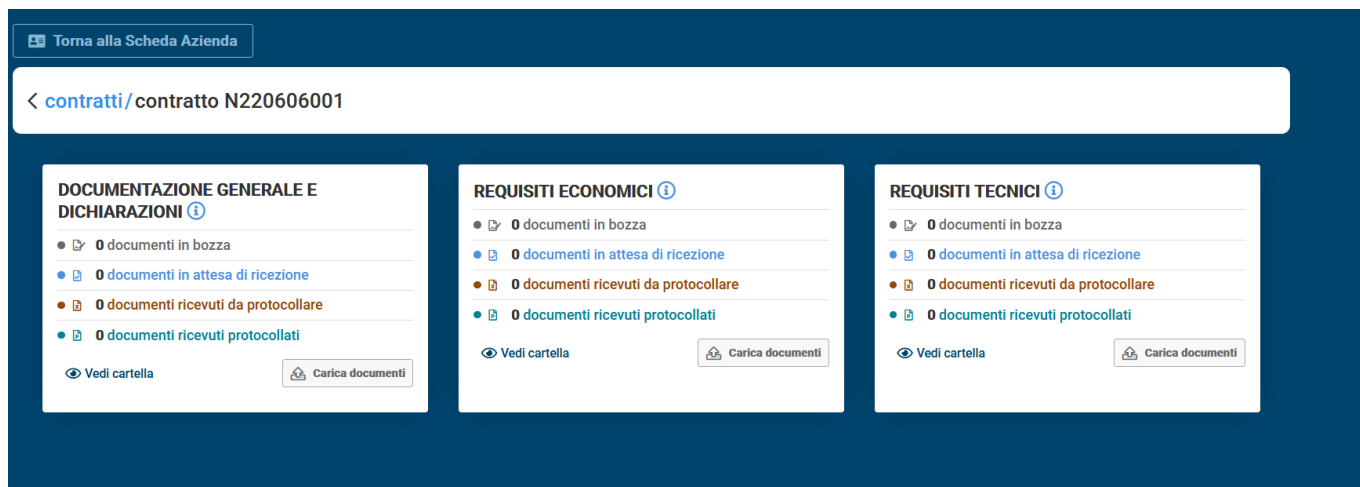 Torna alla Scheda Azienda
contratti/contratto N220606001
DOCUMENTAZIONE GENERALE E
DICHIARAZIONI
0 documenti in bozza
0 documenti in attesa di ricezione
0 documenti ricevuti da protocollare
0 documenti ricevuti protocollati
Vedi cartella
Carica documenti
REQUISITI ECONOMICI
0 documenti in bozza
0 documenti in attesa di ricezione
0 documenti ricevuti da protocollare
0 documenti ricevuti protocollati
Vedi cartella
Carica documenti
REQUISITI TECNICI
0 documenti in bozza
0 documenti in attesa di ricezione
0 documenti ricevuti da protocollare
0 documenti ricevuti protocollati
Vedi cartella
Carica documenti